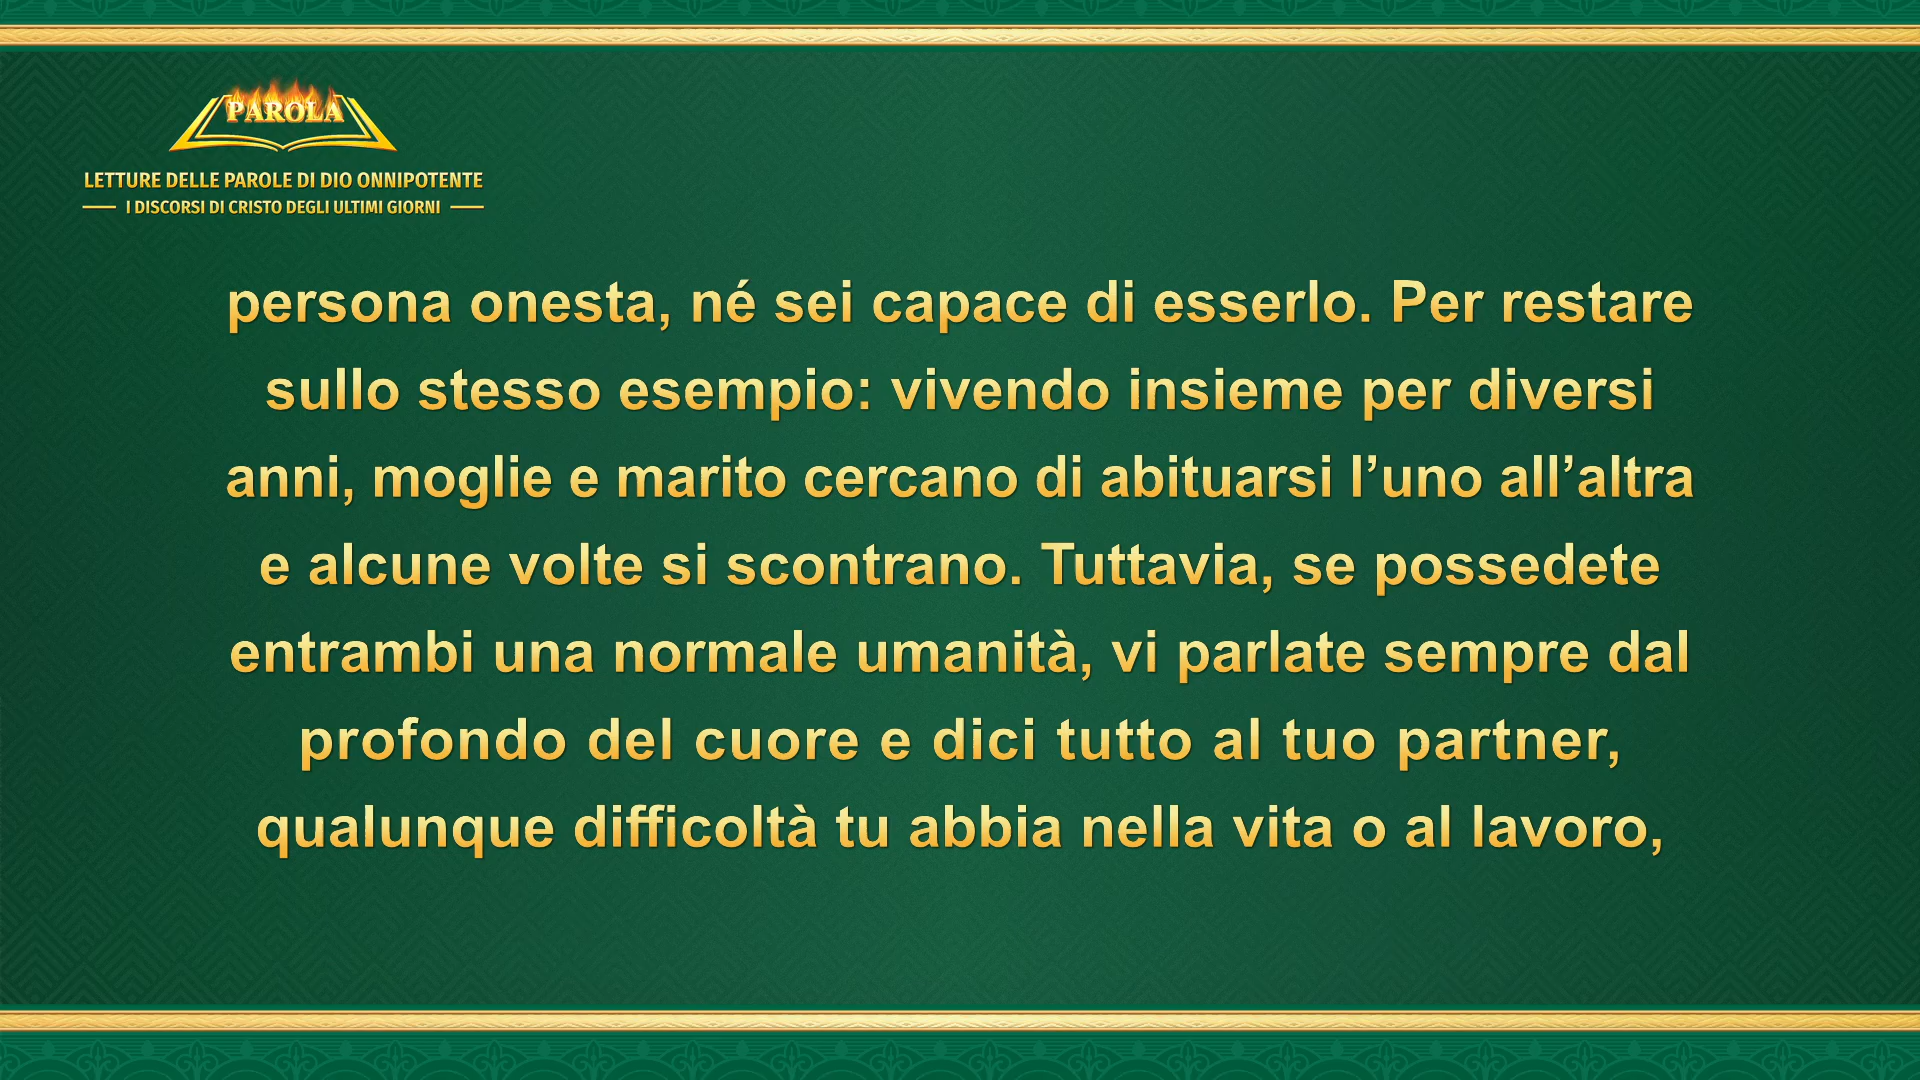 PAROLA
LETTURE DELLE PAROLE DI DIO ONNIPOTENTE
I DISCORSI DI CRISTO DEGLI ULTIMI GIORNI
persona onesta, né sei capace di esserlo. Per restare
sullo stesso esempio: vivendo insieme per diversi
anni, moglie e marito cercano di abituarsi l’uno all’altra
e alcune volte si scontrano. Tuttavia, se possedete
entrambi una normale umanità, vi parlate sempre dal
profondo del cuore e dici tutto al tuo partner,
qualunque difficoltà tu abbia nella vita o al lavoro,